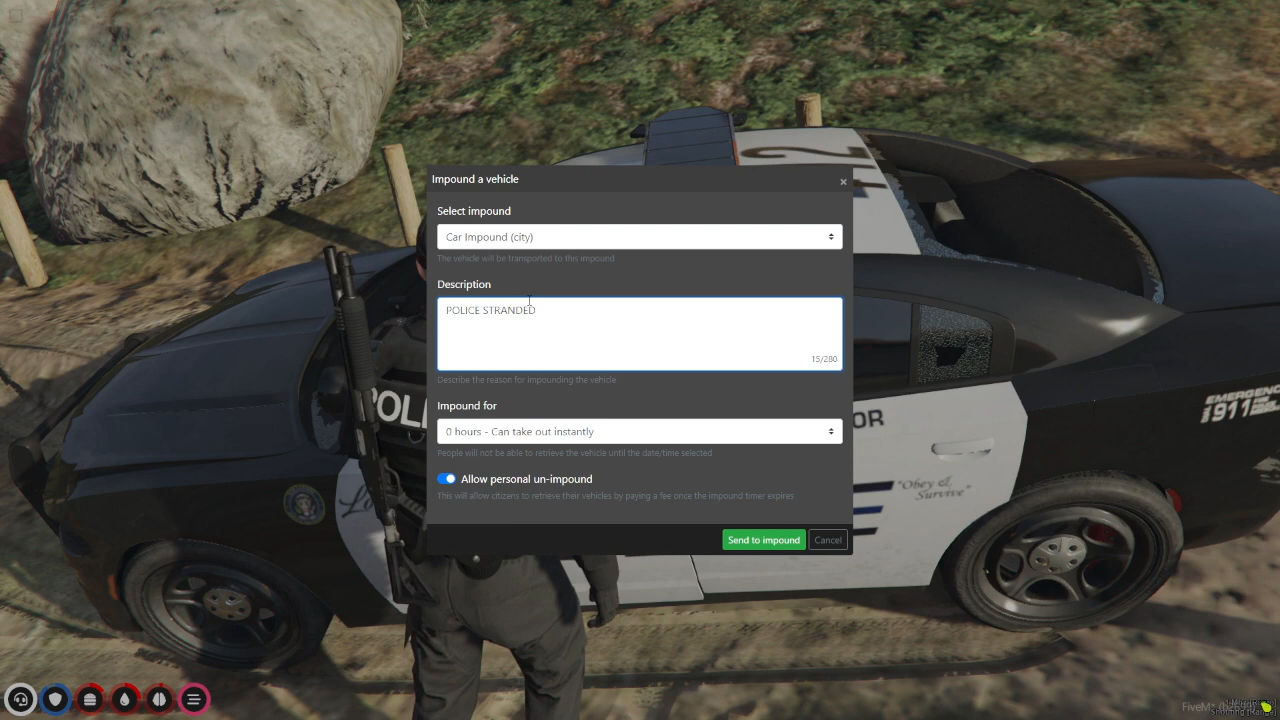 Impound a vehicle
×
Select impound
Car Impound (city)
The vehicle will be transported to this impound
Description
POLICE STRANDED
15/280
Describe the reason for impounding the vehicle
Impound for
0 hours - Can take out instantly
People will not be able to retrieve the vehicle until the date/time selected
Allow personal un-impound
This will allow citizens to retrieve their vehicles by paying a fee once the impound timer expires
Send to impound
Cancel
POLI
OR
"Obey &
Survive"
EMERGENC
911
FiveM